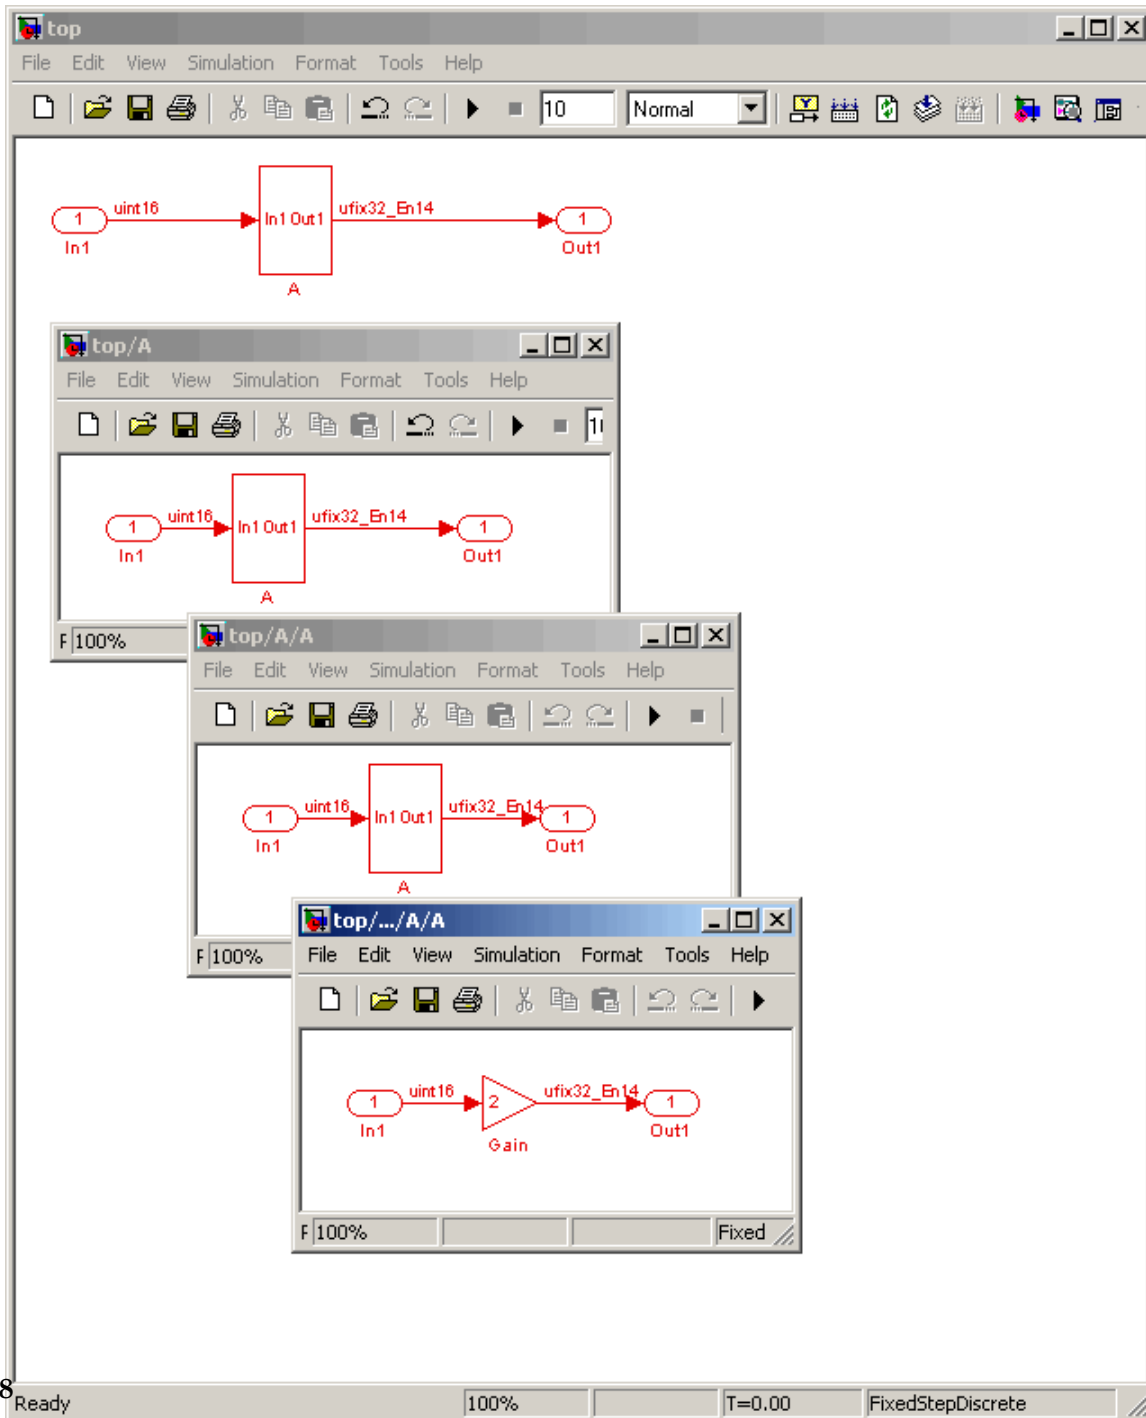 top
File Edit View Simulation Format Tools Help
10 Normal
1 uint16 In1 Out1 ufix32_En14 1
In1 Out1
A
top/A
File Edit View Simulation Format Tools Help
1 uint16 In1 Out1 ufix32_En14 1
In1 Out1
A
F 100%
top/A/A
File Edit View Simulation Format Tools Help
1 uint16 In1 Out1 ufix32_En14 1
In1 Out1
A
F 100%
top/.../A/A
File Edit View Simulation Format Tools Help
1 uint16 2 ufix32_En14 1
In1 Gain Out1
F 100% Fixed
8
Ready 100% T=0.00 FixedStepDiscrete